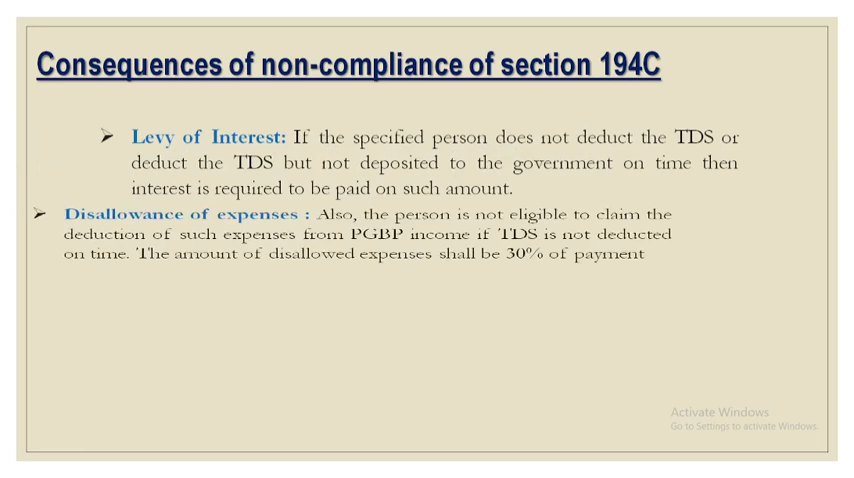 Consequences of non-compliance of section 194C
➤ Levy of Interest: If the specified person does not deduct the TDS or
deduct the TDS but not deposited to the government on time then
interest is required to be paid on such amount.
➤ Disallowance of expenses : Also, the person is not eligible to claim the
deduction of such expenses from PGBP income if TDS is not deducted
on time. The amount of disallowed expenses shall be 30% of payment
Activate Windows
Go to Settings to activate Windows.